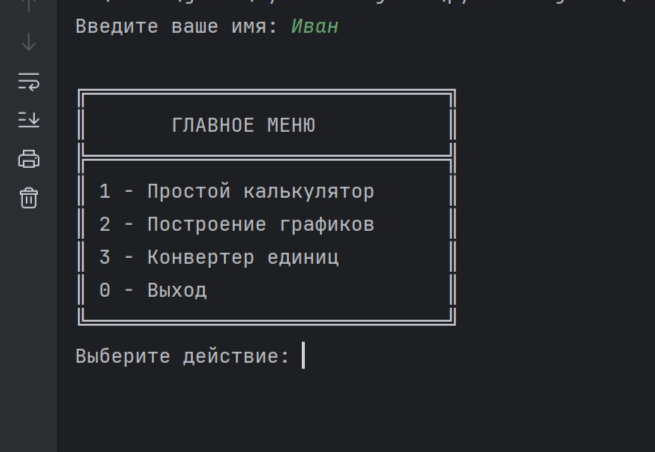 Введите ваше имя: Иван
ГЛАВНОЕ МЕНЮ
1 - Простой калькулятор
2 - Построение графиков
3 - Конвертер единиц
0 - Выход
Выберите действие: